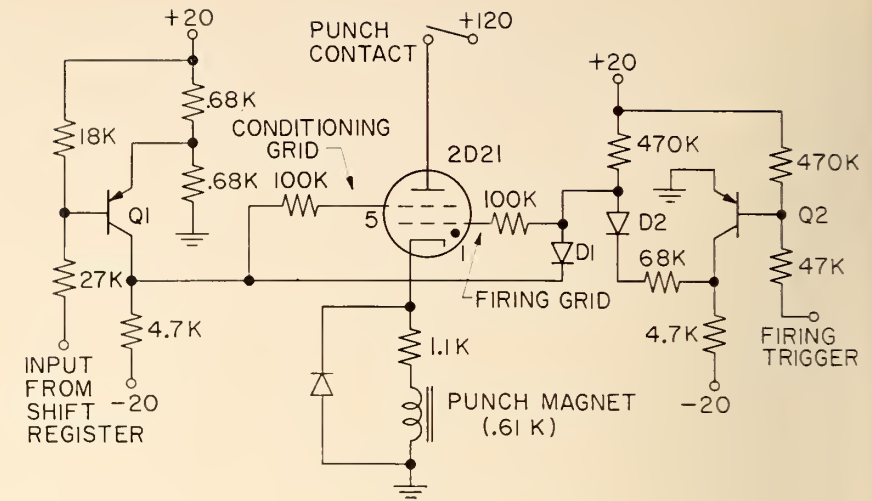 +20
PUNCH
CONTACT
+120
+20
.68K
18K
CONDITIONING
GRID
2D21
470K
470K
.68K
100K
100K
Q1
5
1
D1
D2
Q2
68K
27K
FIRING GRID
47K
4.7K
1.1K
4.7K
FIRING
TRIGGER
INPUT
FROM
SHIFT
REGISTER
-20
PUNCH MAGNET
(.61 K)
-20